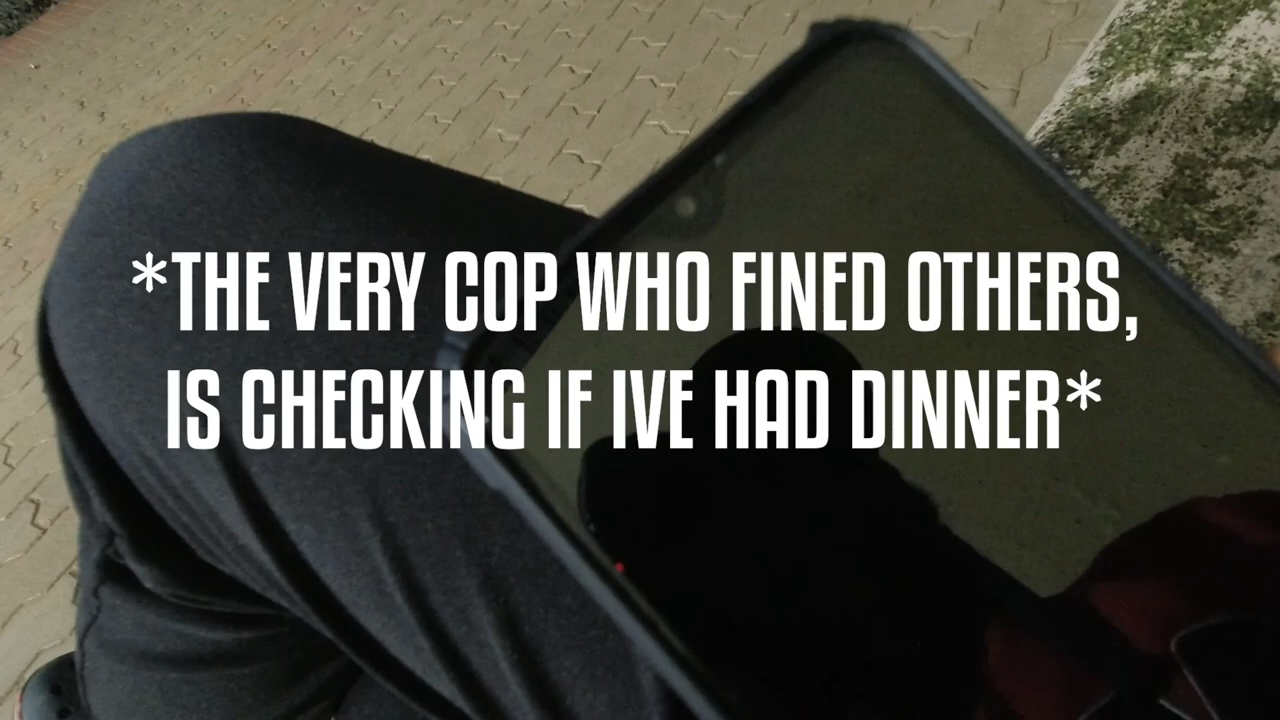 *THE VERY COP WHO FINED OTHERS,
IS CHECKING IF IVE HAD DINNER*